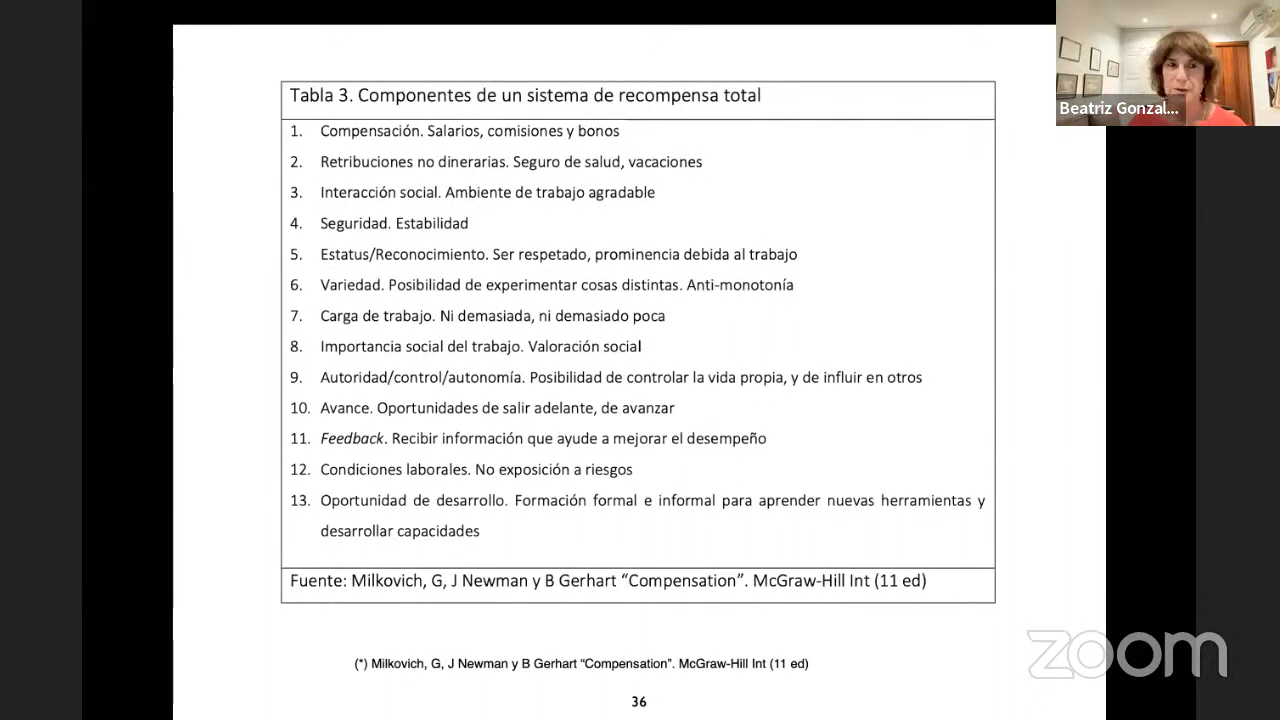 Tabla 3. Componentes de un sistema de recompensa total
1. Compensación. Salarios, comisiones y bonos
2. Retribuciones no dinerarias. Seguro de salud, vacaciones
3. Interacción social. Ambiente de trabajo agradable
4. Seguridad. Estabilidad
5. Estatus/Reconocimiento. Ser respetado, prominencia debida al trabajo
6. Variedad. Posibilidad de experimentar cosas distintas. Anti-monotonía
7. Carga de trabajo. Ni demasiada, ni demasiado poca
8. Importancia social del trabajo. Valoración social
9. Autoridad/control/autonomía. Posibilidad de controlar la vida propia, y de influir en otros
10. Avance. Oportunidades de salir adelante, de avanzar
11. Feedback. Recibir información que ayude a mejorar el desempeño
12. Condiciones laborales. No exposición a riesgos
13. Oportunidad de desarrollo. Formación formal e informal para aprender nuevas herramientas y
desarrollar capacidades
Fuente: Milkovich, G, J Newman y B Gerhart “Compensation”. McGraw-Hill Int (11 ed)
(*) Milkovich, G, J Newman y B Gerhart “Compensation”. McGraw-Hill Int (11 ed)
36
Beatriz Gonzal...
zoom